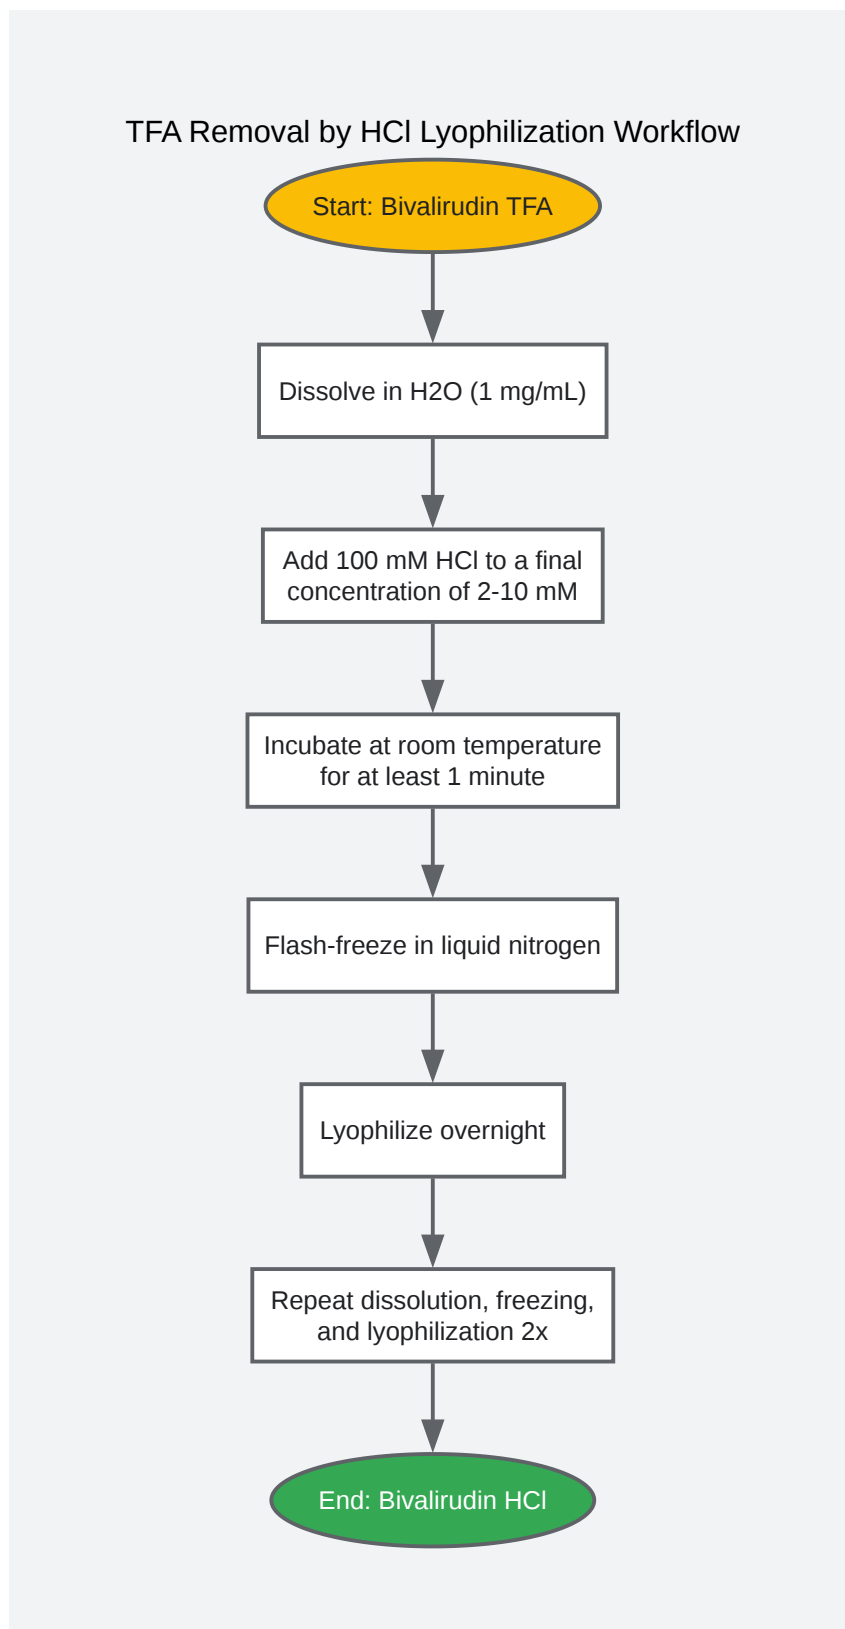 TFA Removal by HCl Lyophilization Workflow
Start: Bivalirudin TFA
Dissolve in H2O (1 mg/mL)
Add 100 mM HCl to a final
concentration of 2-10 mM
Incubate at room temperature
for at least 1 minute
Flash-freeze in liquid nitrogen
Lyophilize overnight
Repeat dissolution, freezing,
and lyophilization 2x
End: Bivalirudin HCl